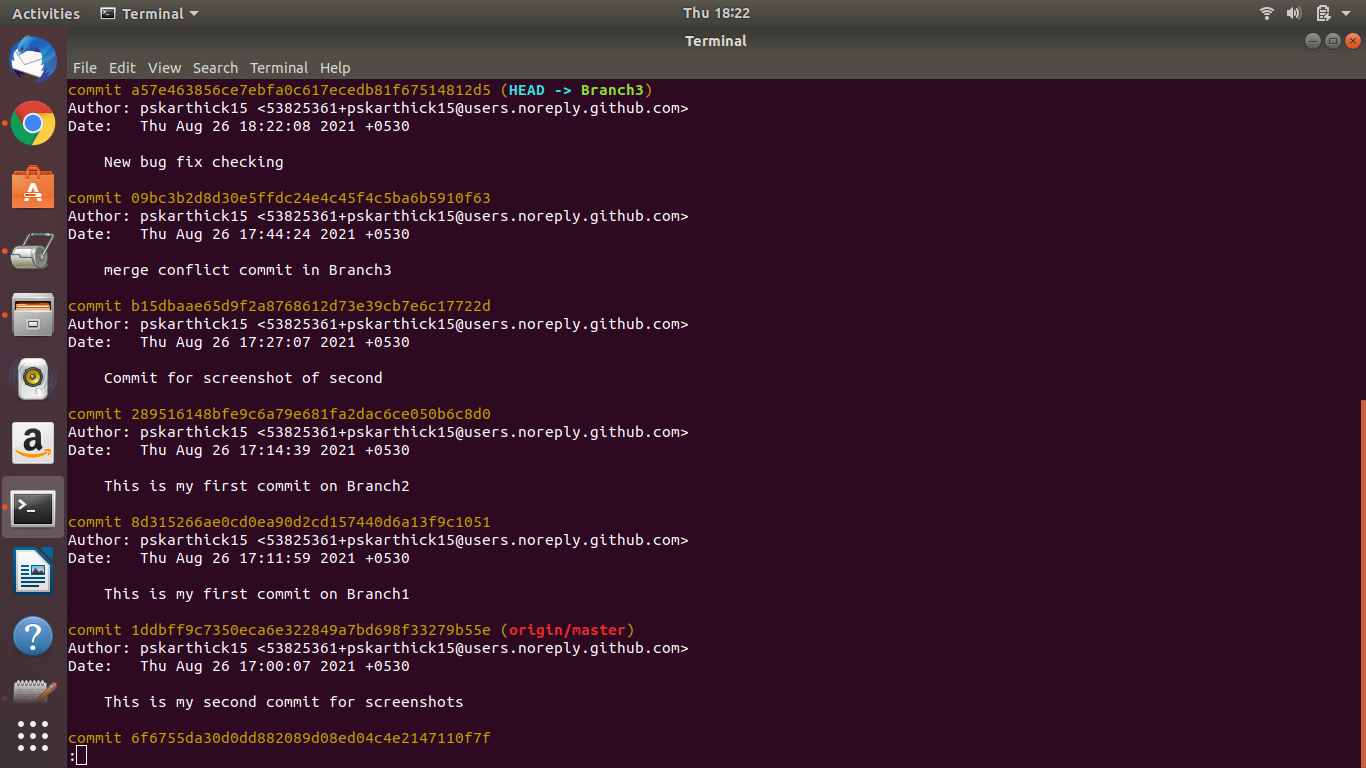 Activities Terminal Thu 18:22
Terminal
File Edit View Search Terminal Help
commit a57e463856ce7ebfa0c617ecedb81f67514812d5 (HEAD -> Branch3)
Author: pskarthick15 <53825361+pskarthick15@users.noreply.github.com>
Date:   Thu Aug 26 18:22:08 2021 +0530
    New bug fix checking
commit 09bc3b2d8d30e5ffdc24e4c45f4c5ba6b5910f63
Author: pskarthick15 <53825361+pskarthick15@users.noreply.github.com>
Date:   Thu Aug 26 17:44:24 2021 +0530
    merge conflict commit in Branch3
commit b15dbaae65d9f2a8768612d73e39cb7e6c17722d
Author: pskarthick15 <53825361+pskarthick15@users.noreply.github.com>
Date:   Thu Aug 26 17:27:07 2021 +0530
    Commit for screenshot of second
commit 289516148bfe9c6a79e681fa2dac6ce050b6c8d0
Author: pskarthick15 <53825361+pskarthick15@users.noreply.github.com>
Date:   Thu Aug 26 17:14:39 2021 +0530
    This is my first commit on Branch2
commit 8d315266ae0cd0ea90d2cd157440d6a13f9c1051
Author: pskarthick15 <53825361+pskarthick15@users.noreply.github.com>
Date:   Thu Aug 26 17:11:59 2021 +0530
    This is my first commit on Branch1
commit 1ddbff9c7350eca6e322849a7bd698f33279b55e (origin/master)
Author: pskarthick15 <53825361+pskarthick15@users.noreply.github.com>
Date:   Thu Aug 26 17:00:07 2021 +0530
    This is my second commit for screenshots
commit 6f6755da30d0dd882089d08ed04c4e2147110f7f
: